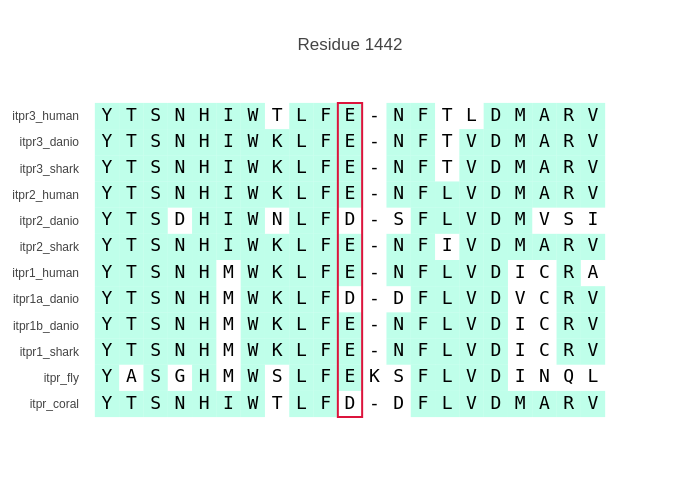 Residue 1442
itpr3_human Y T S N H I W T L F E - N F T L D M A R V
itpr3_danio Y T S N H I W K L F E - N F T V D M A R V
itpr3_shark Y T S N H I W K L F E - N F T V D M A R V
itpr2_human Y T S N H I W K L F E - N F L V D M A R V
itpr2_danio Y T S D H I W N L F D - S F L V D M V S I
itpr2_shark Y T S N H I W K L F E - N F I V D M A R V
itpr1_human Y T S N H M W K L F E - N F L V D I C R A
itpr1a_danio Y T S N H M W K L F D - D F L V D V C R V
itpr1b_danio Y T S N H M W K L F E - N F L V D I C R V
itpr1_shark Y T S N H M W K L F E - N F L V D I C R V
itpr_fly Y A S G H M W S L F E K S F L V D I N Q L
itpr_coral Y T S N H I W T L F D - D F L V D M A R V